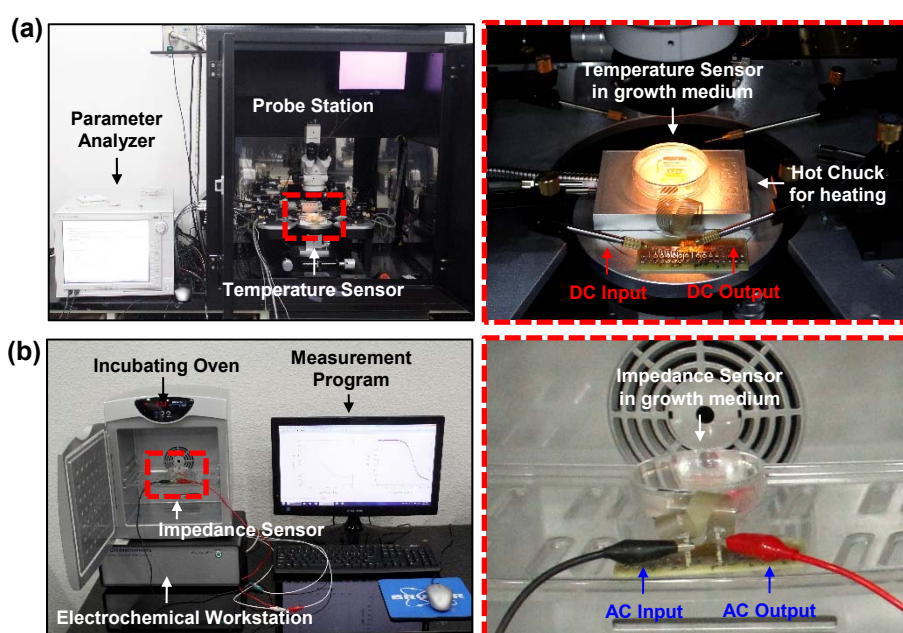 (a)
Parameter
Analyzer
Probe Station
Temperature Sensor
Temperature Sensor
in growth medium
Hot Chuck
for heating
DC Input
DC Output
(b)
Incubating Oven
Measurement
Program
Impedance Sensor
Electrochemical Workstation
BRUKER
Impedance Sensor
in growth medium
AC Input
AC Output